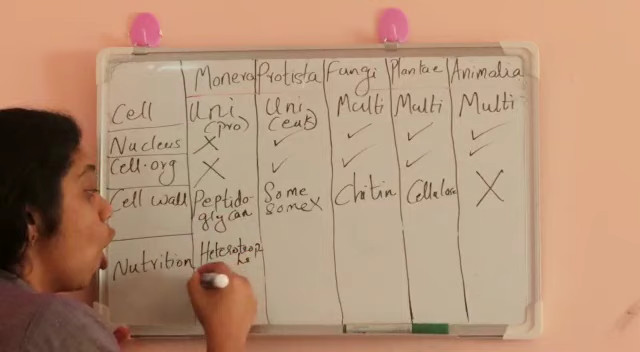 Monera Protista Fungi Plantae Animalia
Cell Uni (pro) Uni (euk) Multi Multi Multi
Nucleus X ✓ ✓ ✓ ✓
Cell.org X ✓ ✓ ✓ ✓
Cell wall Peptido- Some Chitin Cellulose X
glycan some x
Nutrition Heterotrop